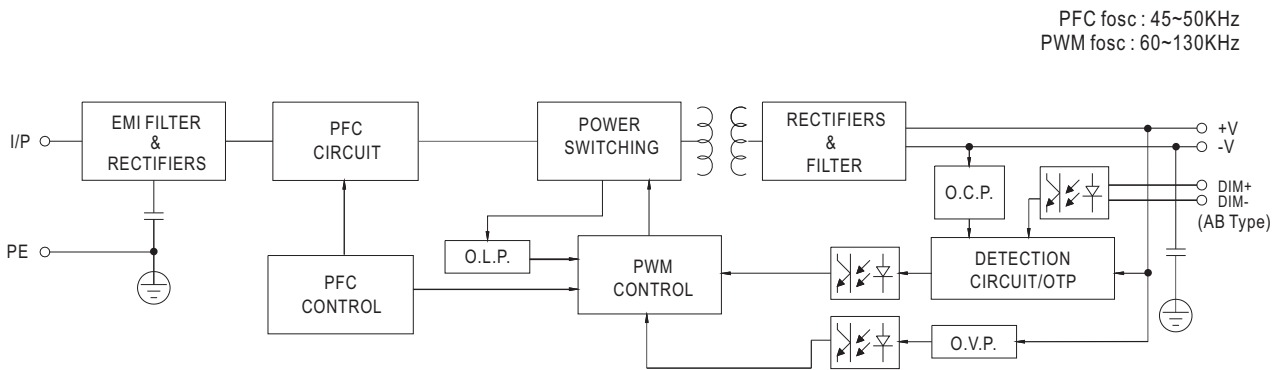 PFC fosc : 45~50KHz
PWM fosc : 60~130KHz
I/P
EMI FILTER
&
RECTIFIERS
PFC
CIRCUIT
POWER
SWITCHING
RECTIFIERS
&
FILTER
+V
-V
O.C.P.
DIM+
DIM-
(AB Type)
PE
O.L.P.
PFC
CONTROL
PWM
CONTROL
DETECTION
CIRCUIT/OTP
O.V.P.